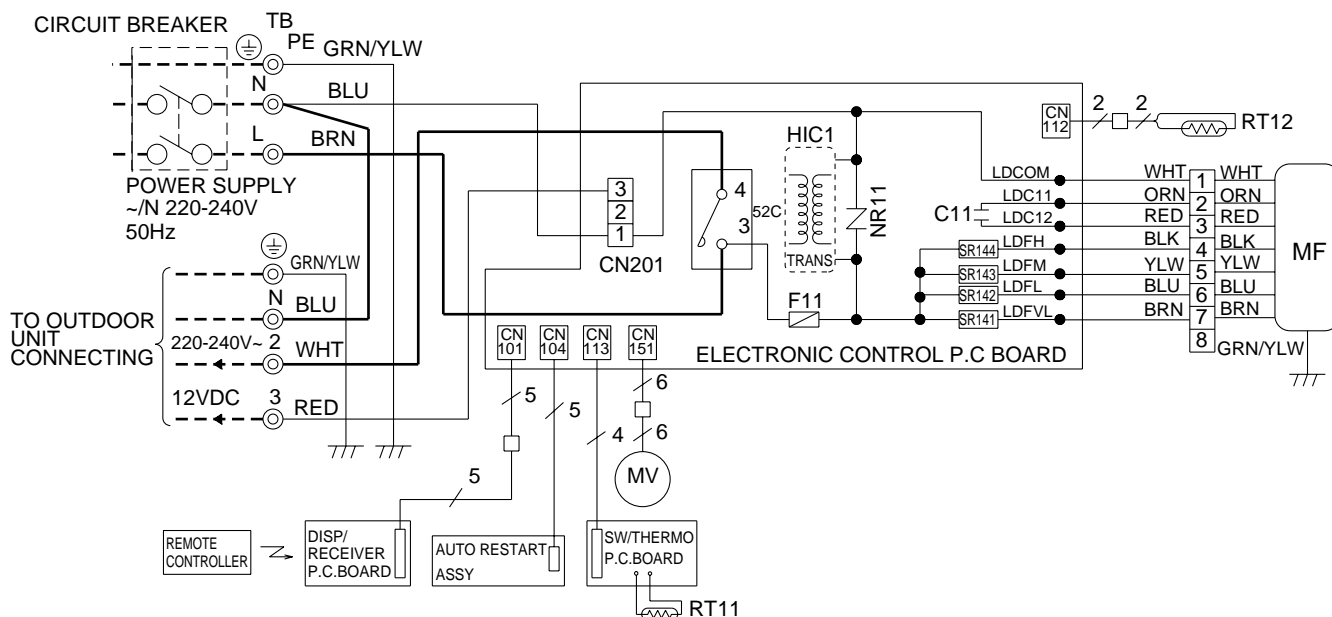 CIRCUIT BREAKER
TB
PE
GRN/YLW
N
BLU
L
BRN
POWER SUPPLY
~/N 220-240V
50Hz
GRN/YLW
N
BLU
TO OUTDOOR
UNIT
CONNECTING
220-240V~ 2
WHT
12VDC
3
RED
3
2
1
CN201
4
3
52C
HIC1
TRANS
NR11
F11
C11
CN
112
2
2
RT12
LDCOM
LDC11
LDC12
SR144
LDFH
SR143
LDFM
SR142
LDFL
SR141
LDFVL
WHT
1
WHT
ORN
2
ORN
RED
3
RED
BLK
4
BLK
YLW
5
YLW
BLU
6
BLU
BRN
7
BRN
8
GRN/YLW
MF
ELECTRONIC CONTROL P.C BOARD
CN
101
CN
104
CN
113
CN
151
5
5
4
6
6
5
MV
REMOTE
CONTROLLER
DISP/
RECEIVER
P.C.BOARD
AUTO RESTART
ASSY
SW/THERMO
P.C.BOARD
RT11